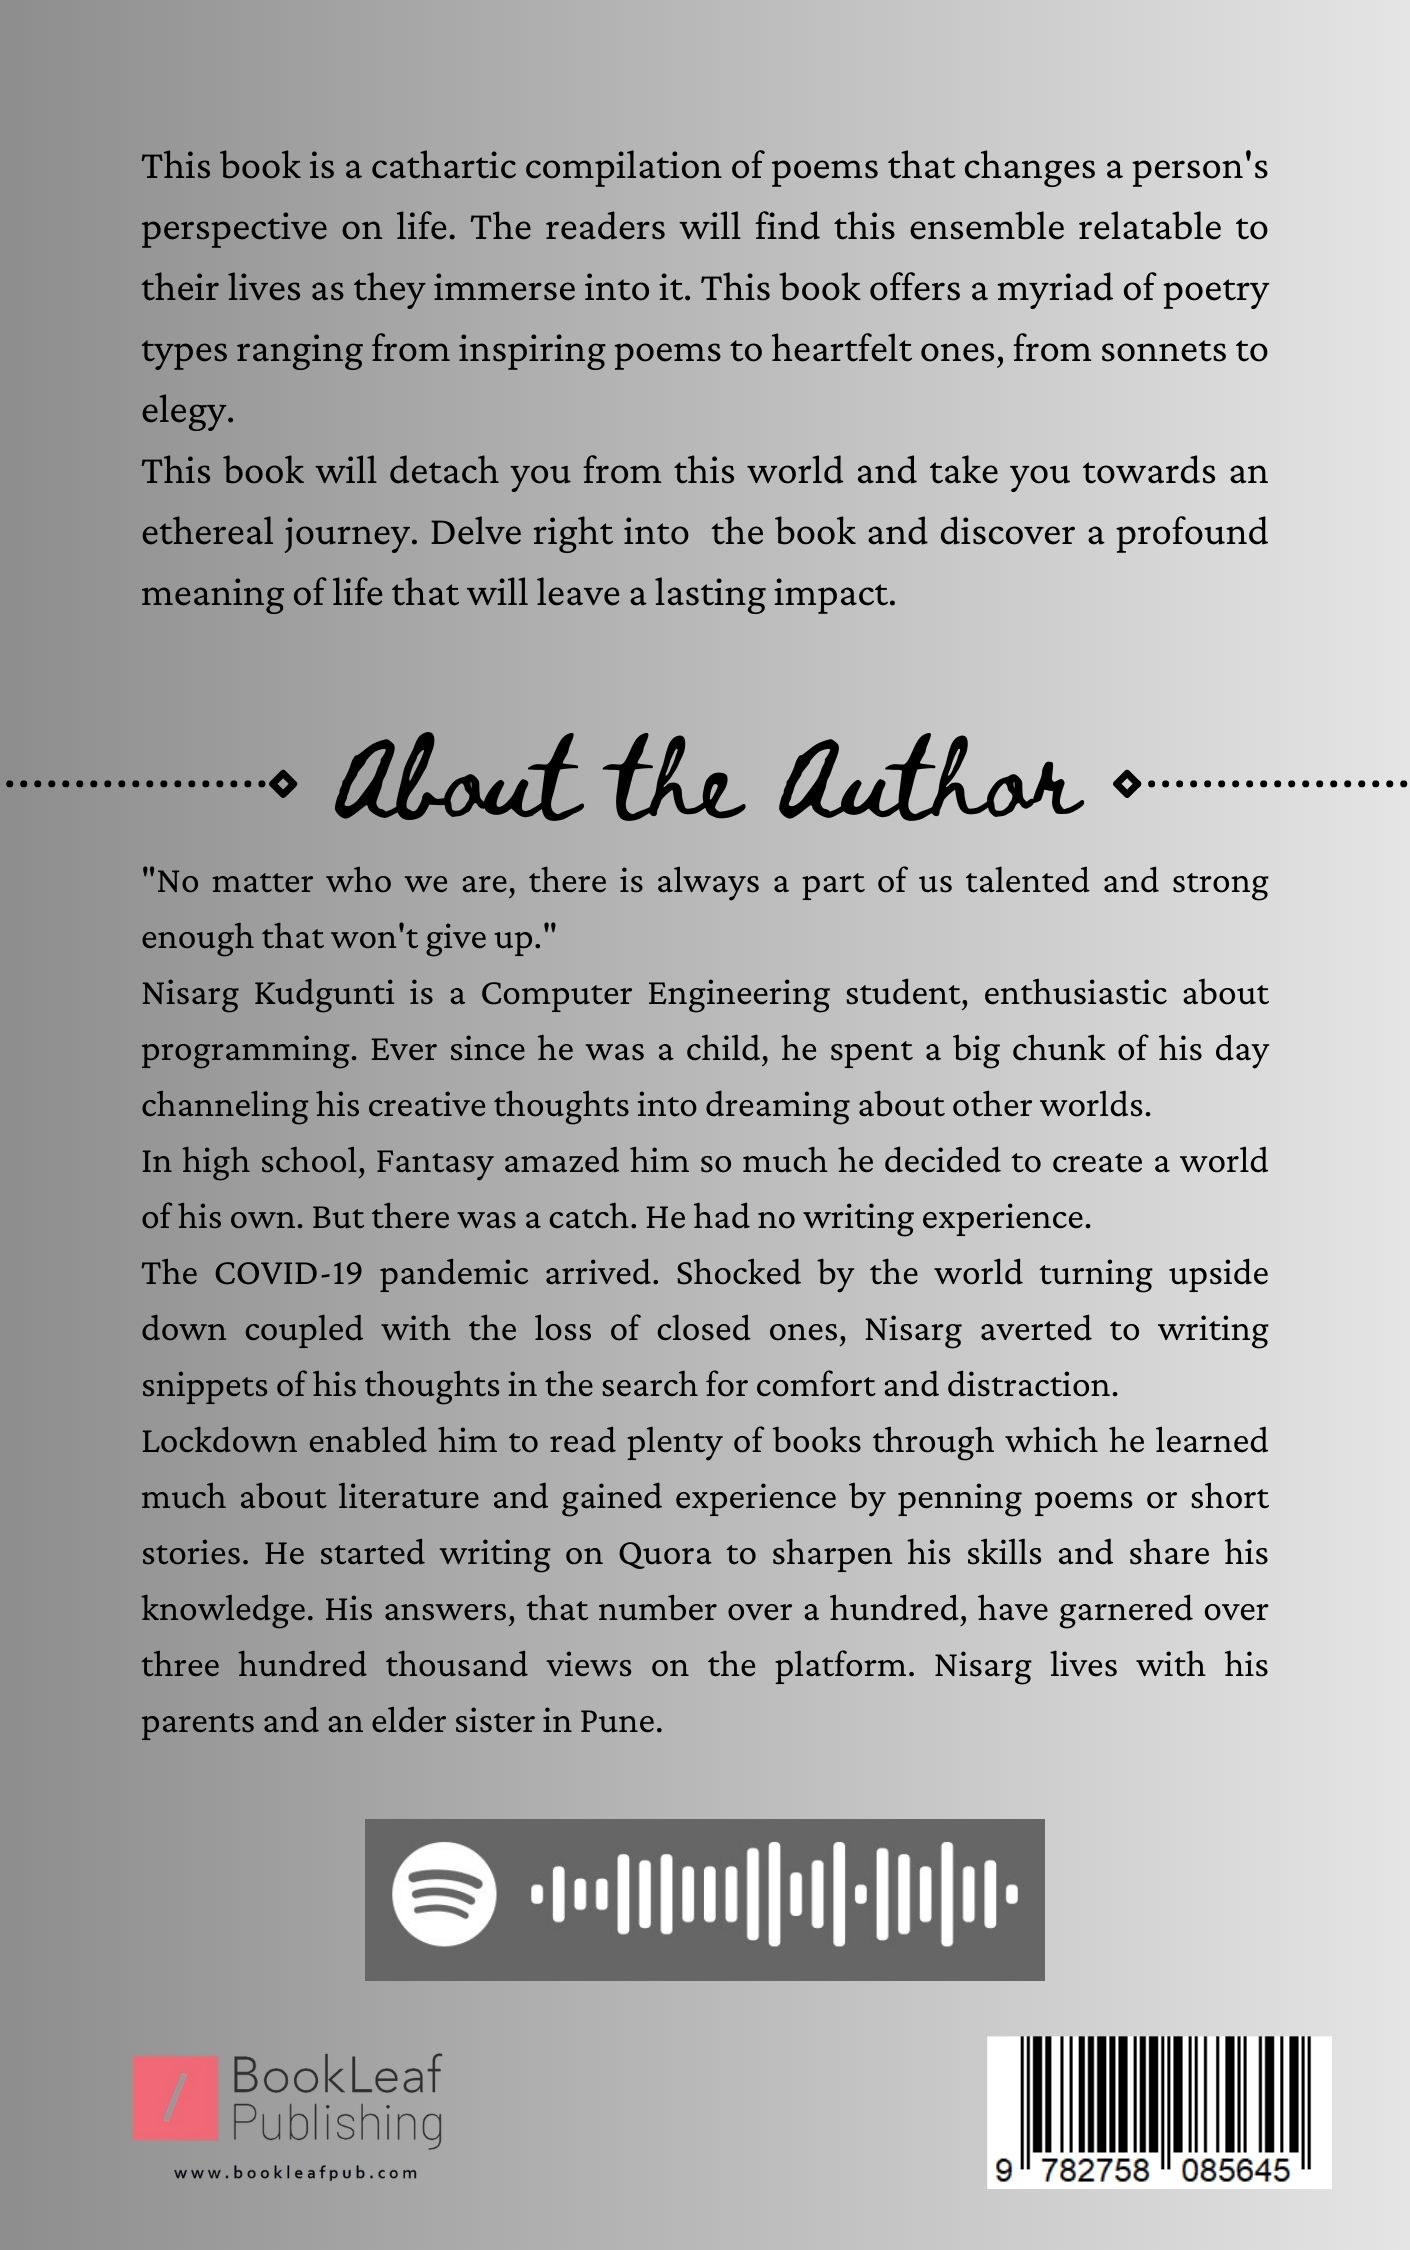 This book is a cathartic compilation of poems that changes a person's
perspective on life. The readers will find this ensemble relatable to
their lives as they immerse into it. This book offers a myriad of poetry
types ranging from inspiring poems to heartfelt ones, from sonnets to
elegy.
This book will detach you from this world and take you towards an
ethereal journey. Delve right into  the book and discover a profound
meaning of life that will leave a lasting impact.
About the Author
"No matter who we are, there is always a part of us talented and strong
enough that won't give up."
Nisarg Kudgunti is a Computer Engineering student, enthusiastic about
programming. Ever since he was a child, he spent a big chunk of his day
channeling his creative thoughts into dreaming about other worlds.
In high school, Fantasy amazed him so much he decided to create a world
of his own. But there was a catch. He had no writing experience.
The COVID-19 pandemic arrived. Shocked by the world turning upside
down coupled with the loss of closed ones, Nisarg averted to writing
snippets of his thoughts in the search for comfort and distraction.
Lockdown enabled him to read plenty of books through which he learned
much about literature and gained experience by penning poems or short
stories. He started writing on Quora to sharpen his skills and share his
knowledge. His answers, that number over a hundred, have garnered over
three hundred thousand views on the platform. Nisarg lives with his
parents and an elder sister in Pune.
BookLeaf
Publishing
www.bookleafpub.com
9 782758 085645